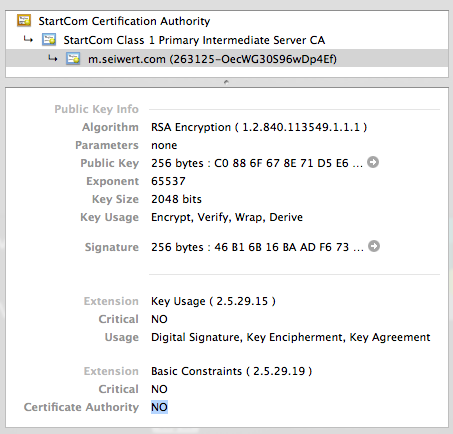 StartCom Certification Authority
StartCom Class 1 Primary Intermediate Server CA
m.seiwert.com (263125-OecWG30S96wDp4Ef)
Public Key Info
Algorithm RSA Encryption ( 1.2.840.113549.1.1.1 )
Parameters none
Public Key 256 bytes : C0 88 6F 67 8E 71 D5 E6 ...
Exponent 65537
Key Size 2048 bits
Key Usage Encrypt, Verify, Wrap, Derive
Signature 256 bytes : 46 B1 6B 16 BA AD F6 73 ...
Extension Key Usage ( 2.5.29.15 )
Critical NO
Usage Digital Signature, Key Encipherment, Key Agreement
Extension Basic Constraints ( 2.5.29.19 )
Critical NO
Certificate Authority NO